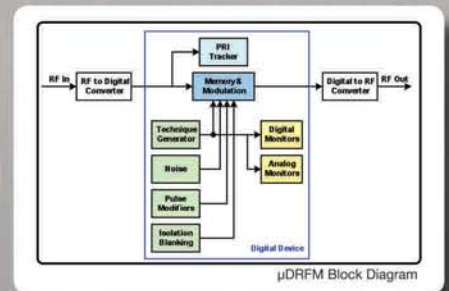 PRI
Tracker
RF In
RF to Digital
Converter
Memory &
Modulation
Digital to RF
Converter
RF Out
Technique
Generator
Digital
Monitors
Noise
Analog
Monitors
Pulse
Modifiers
Isolation
Blanking
Digital Device
µDRFM Block Diagram